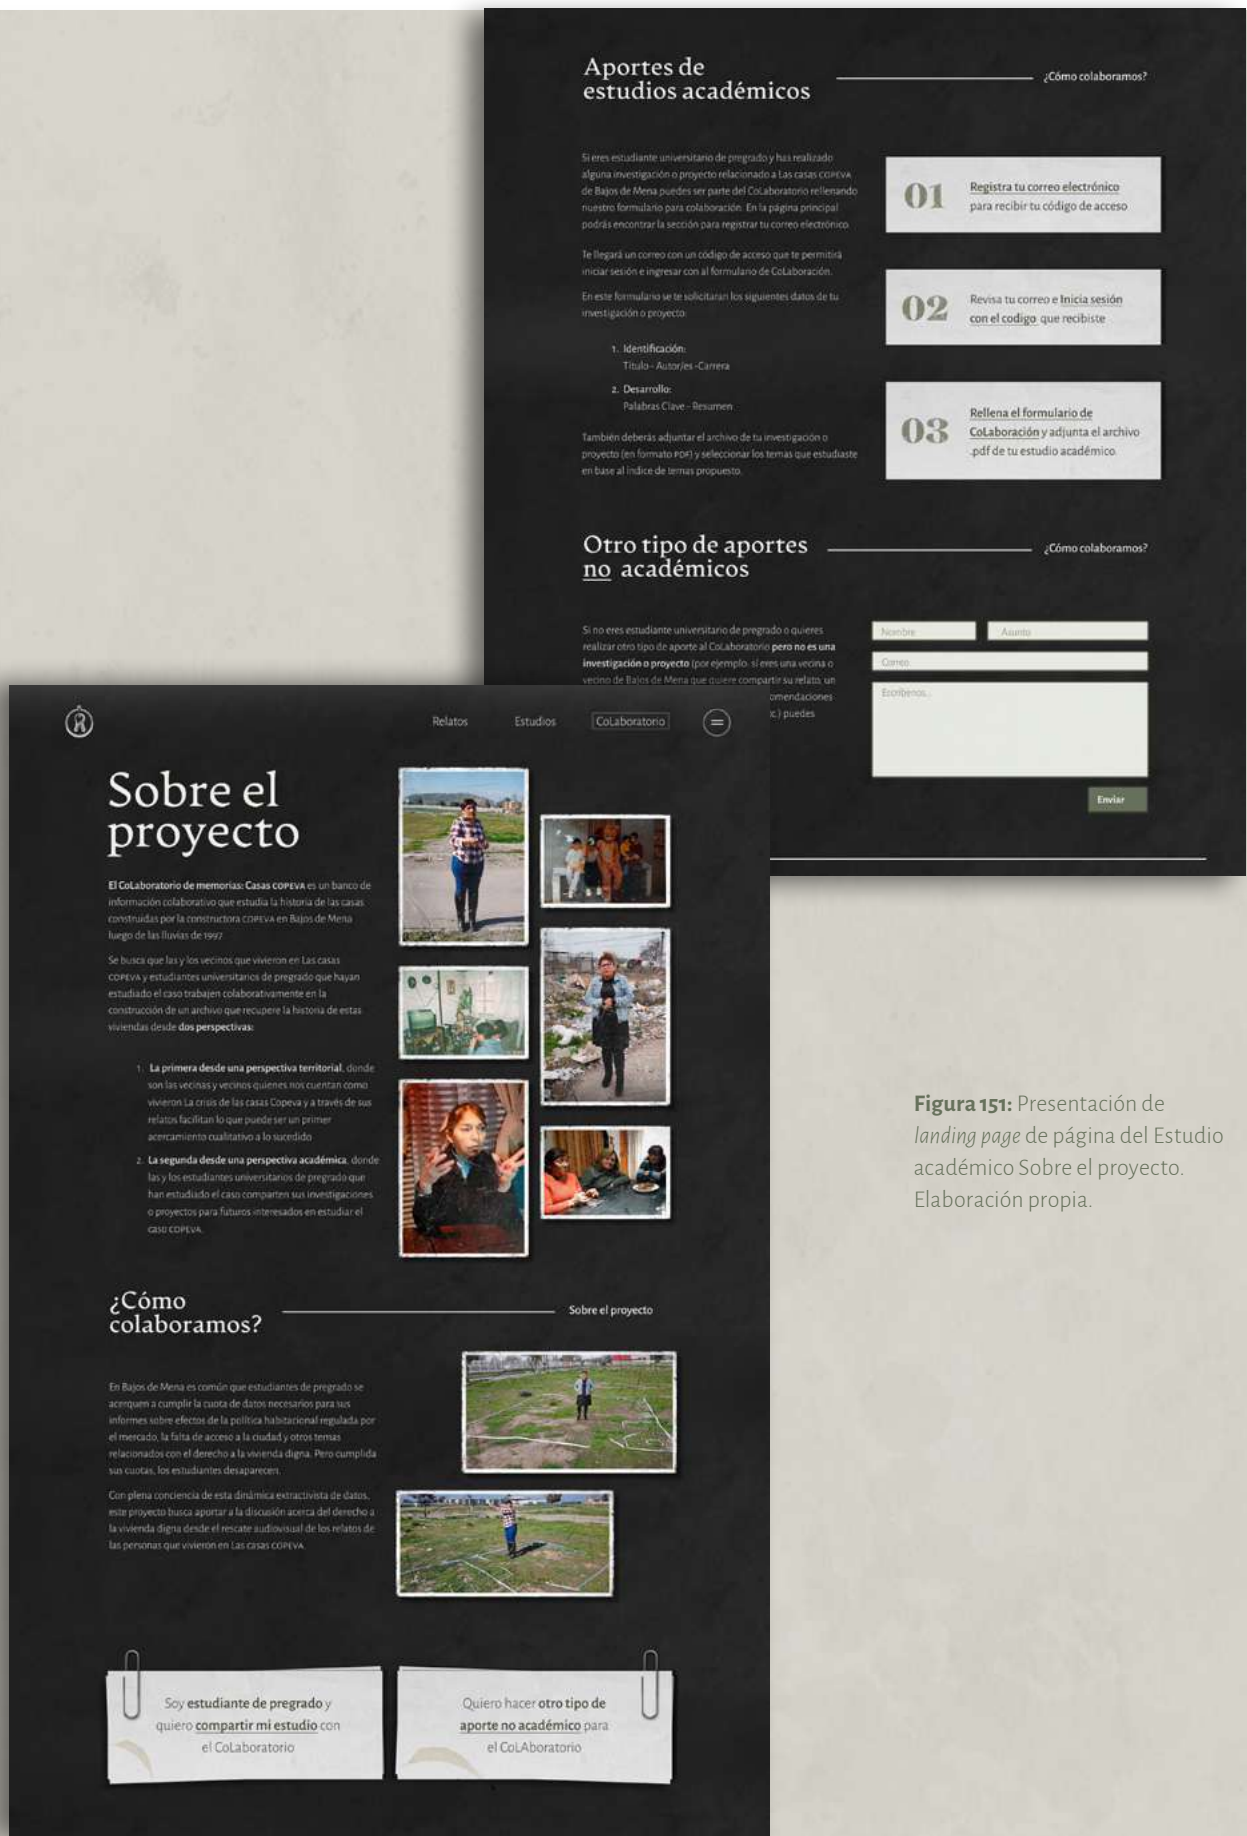 Aportes de
estudios académicos
¿Cómo colaboramos?
Si eres estudiante universitario de pregrado y has realizado
alguna investigación o proyecto relacionado a Las casas COPEVA
de Bajos de Mena puedes ser parte del CoLaboratorio rellenando
nuestro formulario para colaboración. En la página principal
podrás encontrar la sección para registrar tu correo electrónico.
Te llegará un correo con un código de acceso que te permitirá
iniciar sesión e ingresar con al formulario de CoLaboración.
En este formulario se te solicitaran los siguientes datos de tu
investigación o proyecto:
1. Identificación:
Título - Autor/es -Carrera
2. Desarrollo:
Palabras Clave - Resumen
También deberás adjuntar el archivo de tu investigación o
proyecto (en formato PDF) y seleccionar los temas que estudiaste
en base al índice de temas propuesto.
01
Registra tu correo electrónico
para recibir tu código de acceso
02
Revisa tu correo e Inicia sesión
con el codigo que recibiste
03
Rellena el formulario de
CoLaboración y adjunta el archivo
.pdf de tu estudio académico.
Otro tipo de aportes
no académicos
¿Cómo colaboramos?
Si no eres estudiante universitario de pregrado o quieres
realizar otro tipo de aporte al CoLaboratorio pero no es una
investigación o proyecto (por ejemplo: si eres una vecina o
vecino de Bajos de Mena que quiere compartir su relato, un
omendaciones
c.) puedes
Nombre
Asunto
Correo
Escríbenos...
Enviar
Relatos
Estudios
CoLaboratorio
Sobre el
proyecto
El CoLaboratorio de memorias: Casas COPEVA es un banco de
información colaborativo que estudia la historia de las casas
construidas por la constructora COPEVA en Bajos de Mena
luego de las lluvias de 1997
Se busca que las y los vecinos que vivieron en Las casas
COPEVA y estudiantes universitarios de pregrado que hayan
estudiado el caso trabajen colaborativamente en la
construcción de un archivo que recupere la historia de estas
viviendas desde dos perspectivas:
1. La primera desde una perspectiva territorial, donde
son las vecinas y vecinos quienes nos cuentan como
vivieron La crisis de las casas Copeva y a través de sus
relatos facilitan lo que puede ser un primer
acercamiento cualitativo a lo sucedido
2. La segunda desde una perspectiva académica, donde
las y los estudiantes universitarios de pregrado que
han estudiado el caso comparten sus investigaciones
o proyectos para futuros interesados en estudiar el
caso COPEVA.
¿Cómo
colaboramos?
Sobre el proyecto
En Bajos de Mena es común que estudiantes de pregrado se
acerquen a cumplir la cuota de datos necesarios para sus
informes sobre efectos de la política habitacional regulada por
el mercado, la falta de acceso a la ciudad y otros temas
relacionados con el derecho a la vivienda digna. Pero cumplida
sus cuotas, los estudiantes desaparecen.
Con plena conciencia de esta dinámica extractivista de datos,
este proyecto busca aportar a la discusión acerca del derecho a
la vivienda digna desde el rescate audiovisual de los relatos de
las personas que vivieron en Las casas COPEVA.
Soy estudiante de pregrado y
quiero compartir mi estudio con
el CoLaboratorio
Quiero hacer otro tipo de
aporte no académico para
el CoLAboratorio
Figura 151: Presentación de
landing page de página del Estudio
académico Sobre el proyecto.
Elaboración propia.